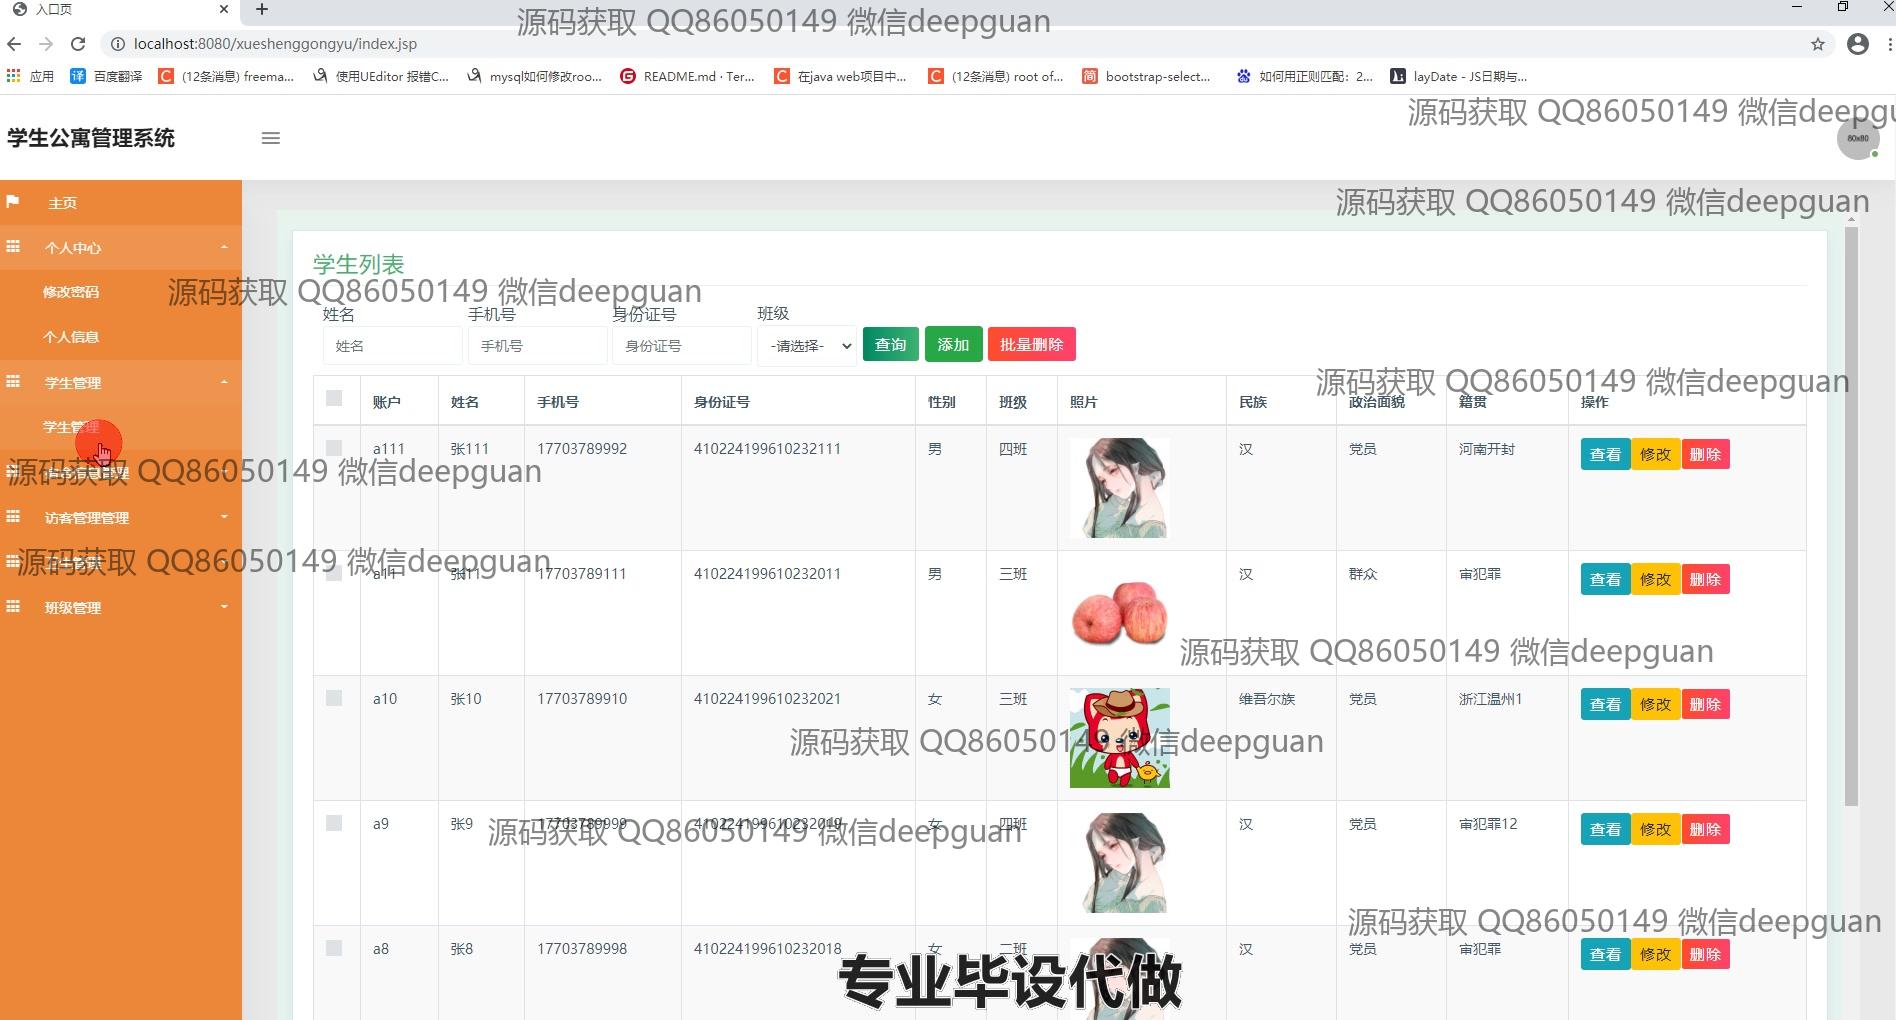 入口页
源码获取 QQ86050149 微信deepguan
localhost:8080/xueshenggongyu/index.jsp
应用 百度翻译 (12条消息) freema... 使用UEditor 报错C... mysql如何修改roo... README.md · Ter... 在java web项目中... (12条消息) root of... bootstrap-select... 如何用正则匹配：2... layDate - JS日期与...
源码获取 QQ86050149 微信deepgu
学生公寓管理系统
80x80
源码获取 QQ86050149 微信deepguan
主页
个人中心
修改密码
个人信息
学生管理
学生管理
访客管理管理
班级管理
学生列表
源码获取 QQ86050149 微信deepguan
姓名 手机号 身份证号 班级
姓名 手机号 身份证号 -请选择- 查询 添加 批量删除
源码获取 QQ86050149 微信deepguan
账户 姓名 手机号 身份证号 性别 班级 照片 民族 政治面貌 籍贯 操作
a111 张111 17703789992 410224199610232111 男 四班 汉 党员 河南开封 查看 修改 删除
源码获取 QQ86050149 微信deepguan
源码获取 QQ86050149 微信deepguan
a11 张11 17703789111 410224199610232011 男 三班 汉 群众 审犯罪 查看 修改 删除
源码获取 QQ86050149 微信deepguan
a10 张10 17703789910 410224199610232021 女 三班 维吾尔族 党员 浙江温州1 查看 修改 删除
源码获取 QQ86050149 微信deepguan
a9 张9 17703789999 410224199610232019 女 四班 汉 党员 审犯罪12 查看 修改 删除
源码获取 QQ86050149 微信deepguan
源码获取 QQ86050149 微信deepguan
a8 张8 17703789998 410224199610232018 女 二班 汉 党员 审犯罪 查看 修改 删除
专业毕设代做